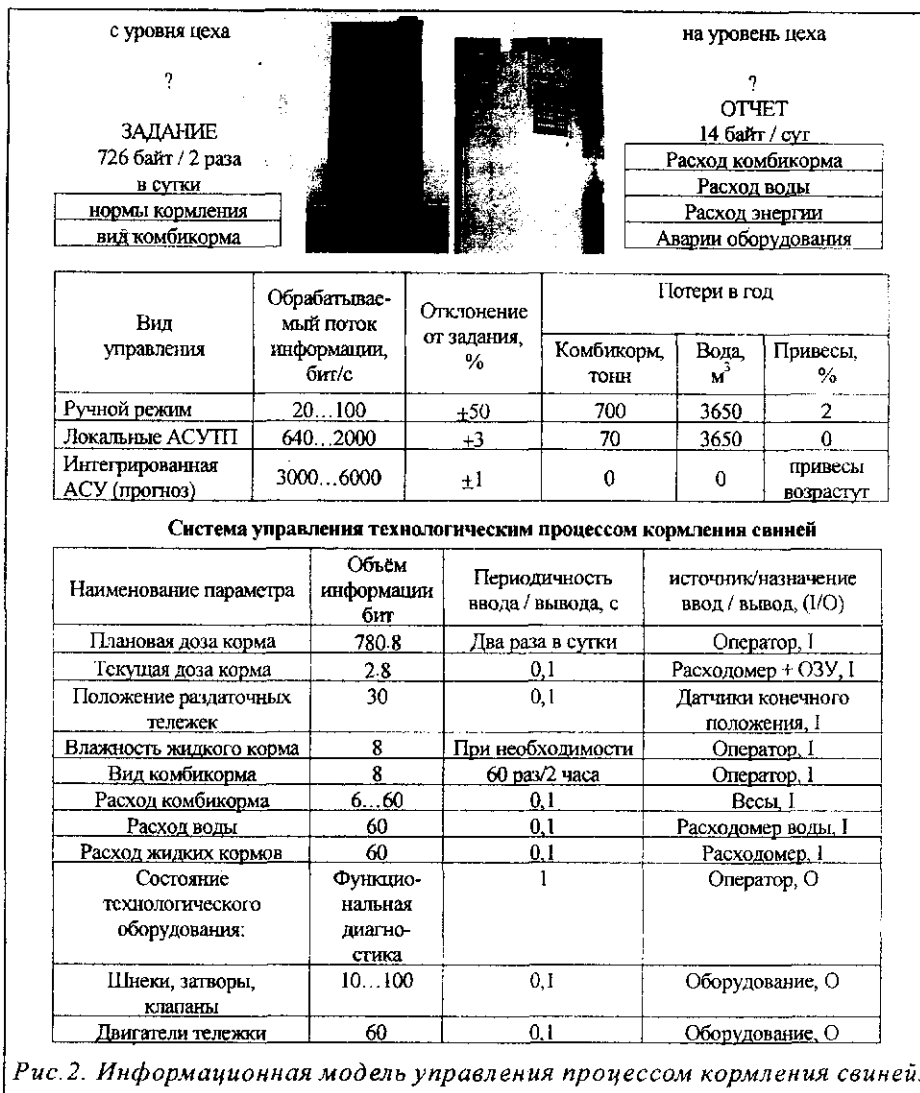 с уровня цеха
?
ЗАДАНИЕ
726 байт / 2 раза
в сутки
нормы кормления
вид комбикорма
на уровень цеха
?
ОТЧЕТ
14 байт / сут
Расход комбикорма
Расход воды
Расход энергии
Аварии оборудования
Вид
управления
Обрабатывае-
мый поток
информации,
бит/с
Отклонение
от задания,
%
Потери в год
Комбикорм,
тонн
Вода,
м³
Привесы,
%
Ручной режим 20...100 ±50 700 3650 2
Локальные АСУТП 640...2000 +3 70 3650 0
Интегрированная
АСУ (прогноз)
3000...6000 ±1 0 0
привесы
возрастут
Система управления технологическим процессом кормления свиней
Наименование параметра
Объём
информации
бит
Периодичность
ввода / вывода, с
источник/назначение
ввод / вывод, (I/O)
Плановая доза корма 780.8 Два раза в сутки Оператор, I
Текущая доза корма 2.8 0,1 Расходомер + ОЗУ, I
Положение раздаточных
тележек
30 0,1
Датчики конечного
положения, I
Влажность жидкого корма 8 При необходимости Оператор, I
Вид комбикорма 8 60 раз/2 часа Оператор, I
Расход комбикорма 6...60 0,1 Весы, I
Расход воды 60 0,1 Расходомер воды, I
Расход жидких кормов 60 0,1 Расходомер, I
Состояние
технологического
оборудования:
Функцио-
нальная
диагно-
стика
1 Оператор, О
Шнеки, затворы,
клапаны
10...100 0,1 Оборудование, О
Двигатели тележки 60 0,1 Оборудование, О
Рис.2. Информационная модель управления процессом кормления свиней.